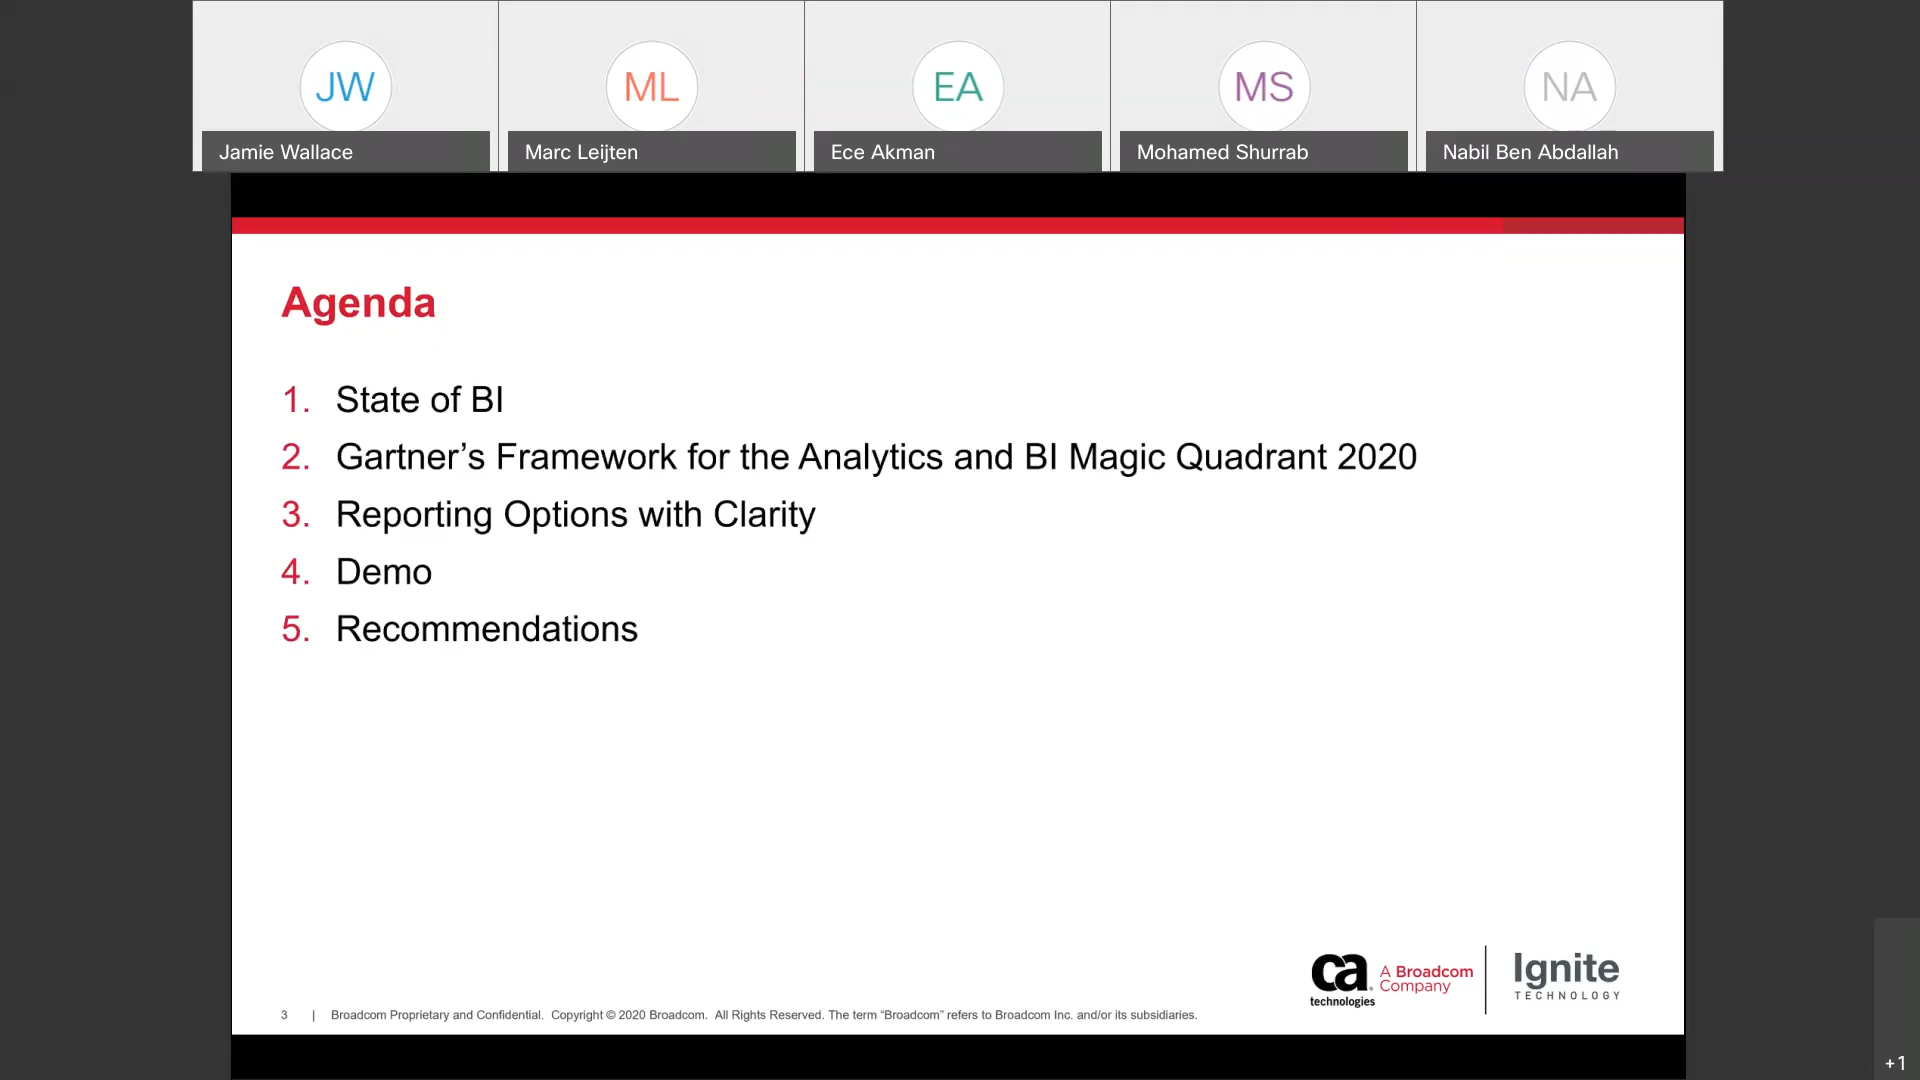 JW
ML
EA
MS
NA
Jamie Wallace
Marc Leijten
Ece Akman
Mohamed Shurrab
Nabil Ben Abdallah
Agenda
1. State of BI
2. Gartner’s Framework for the Analytics and BI Magic Quadrant 2020
3. Reporting Options with Clarity
4. Demo
5. Recommendations
ca technologies
A Broadcom Company
Ignite
TECHNOLOGY
3 | Broadcom Proprietary and Confidential. Copyright © 2020 Broadcom. All Rights Reserved. The term “Broadcom” refers to Broadcom Inc. and/or its subsidiaries.
+1